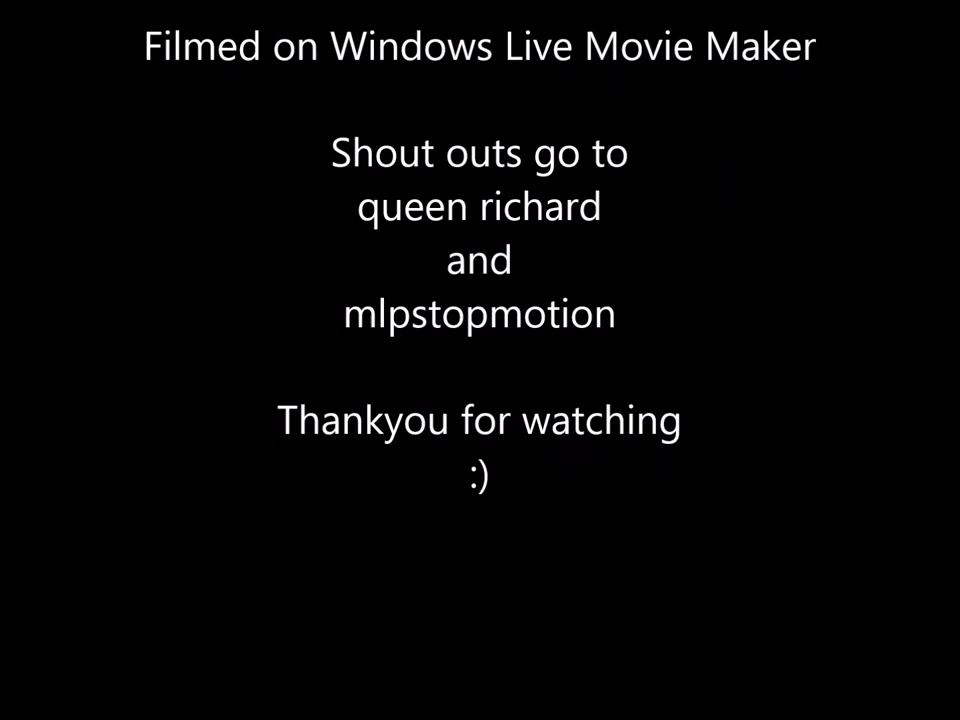 Filmed on Windows Live Movie Maker
Shout outs go to
queen richard
and
mlpstopmotion
Thankyou for watching
:)